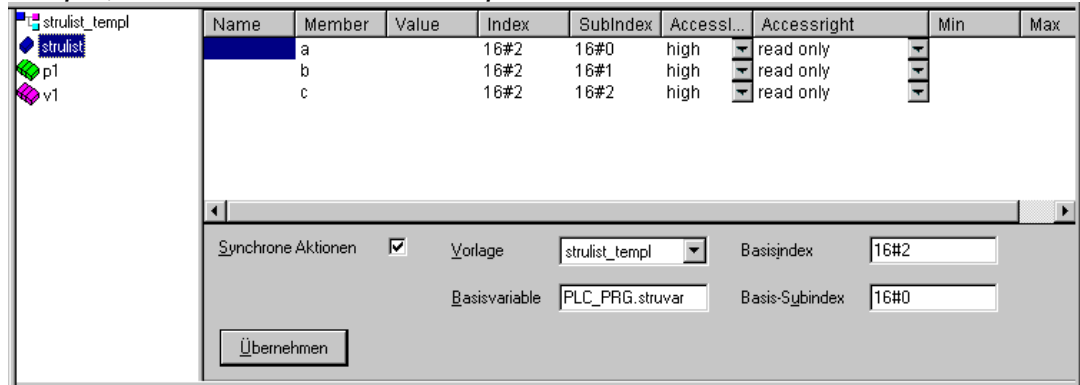 strulist_templ
strulist
p1
v1
Name Member Value Index SubIndex Accessl... Accessright Min Max
a 16#2 16#0 high read only
b 16#2 16#1 high read only
c 16#2 16#2 high read only
Synchrone Aktionen Vorlage strulist_templ Basisindex 16#2
Basisvariable PLC_PRG.struvar Basis-Subindex 16#0
Übernehmen